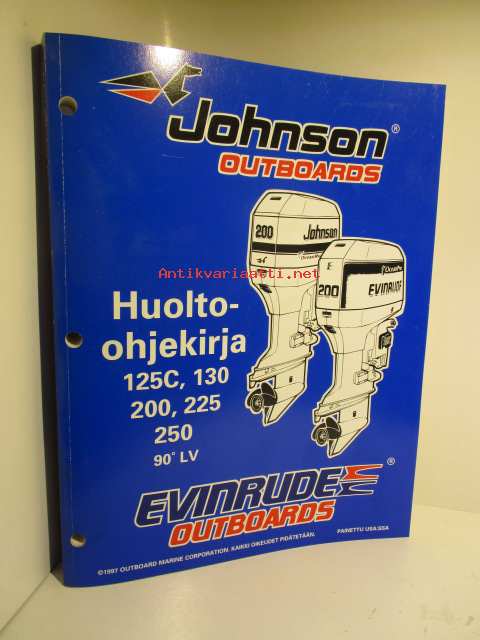 Johnson®
OUTBOARDS
200 Johnson
OceanPro
200 EVINRUDE
Antikvariaatti.net
Huolto-
ohjekirja
125C, 130
200, 225
250
90° LV
EVINRUDE®
OUTBOARDS
©1997 OUTBOARD MARINE CORPORATION. KAIKKI OIKEUDET PIDÄTETÄÄN. PAINETTU USA:SSA